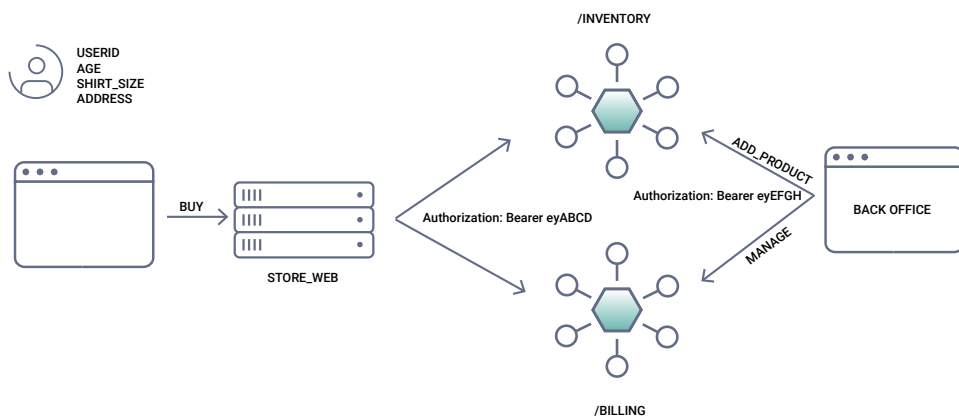 /INVENTORY
USERID
AGE
SHIRT_SIZE
ADDRESS
ADD_PRODUCT
Authorization: Bearer eyEFGH
BUY
Authorization: Bearer eyABCD
BACK OFFICE
MANAGE
STORE_WEB
/BILLING